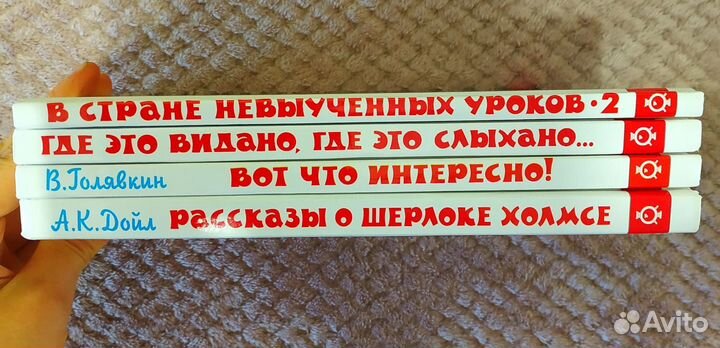 В СТРАНЕ НЕВЫУЧЕННЫХ УРОКОВ·2
ГДЕ ЭТО ВИДАНО, ГДЕ ЭТО СЛЫХАНО...
В.Голявкин ВОТ ЧТО ИНТЕРЕСНО!
А.К.Дойл РАССКАЗЫ О ШЕРЛОКЕ ХОЛМСЕ
Avito